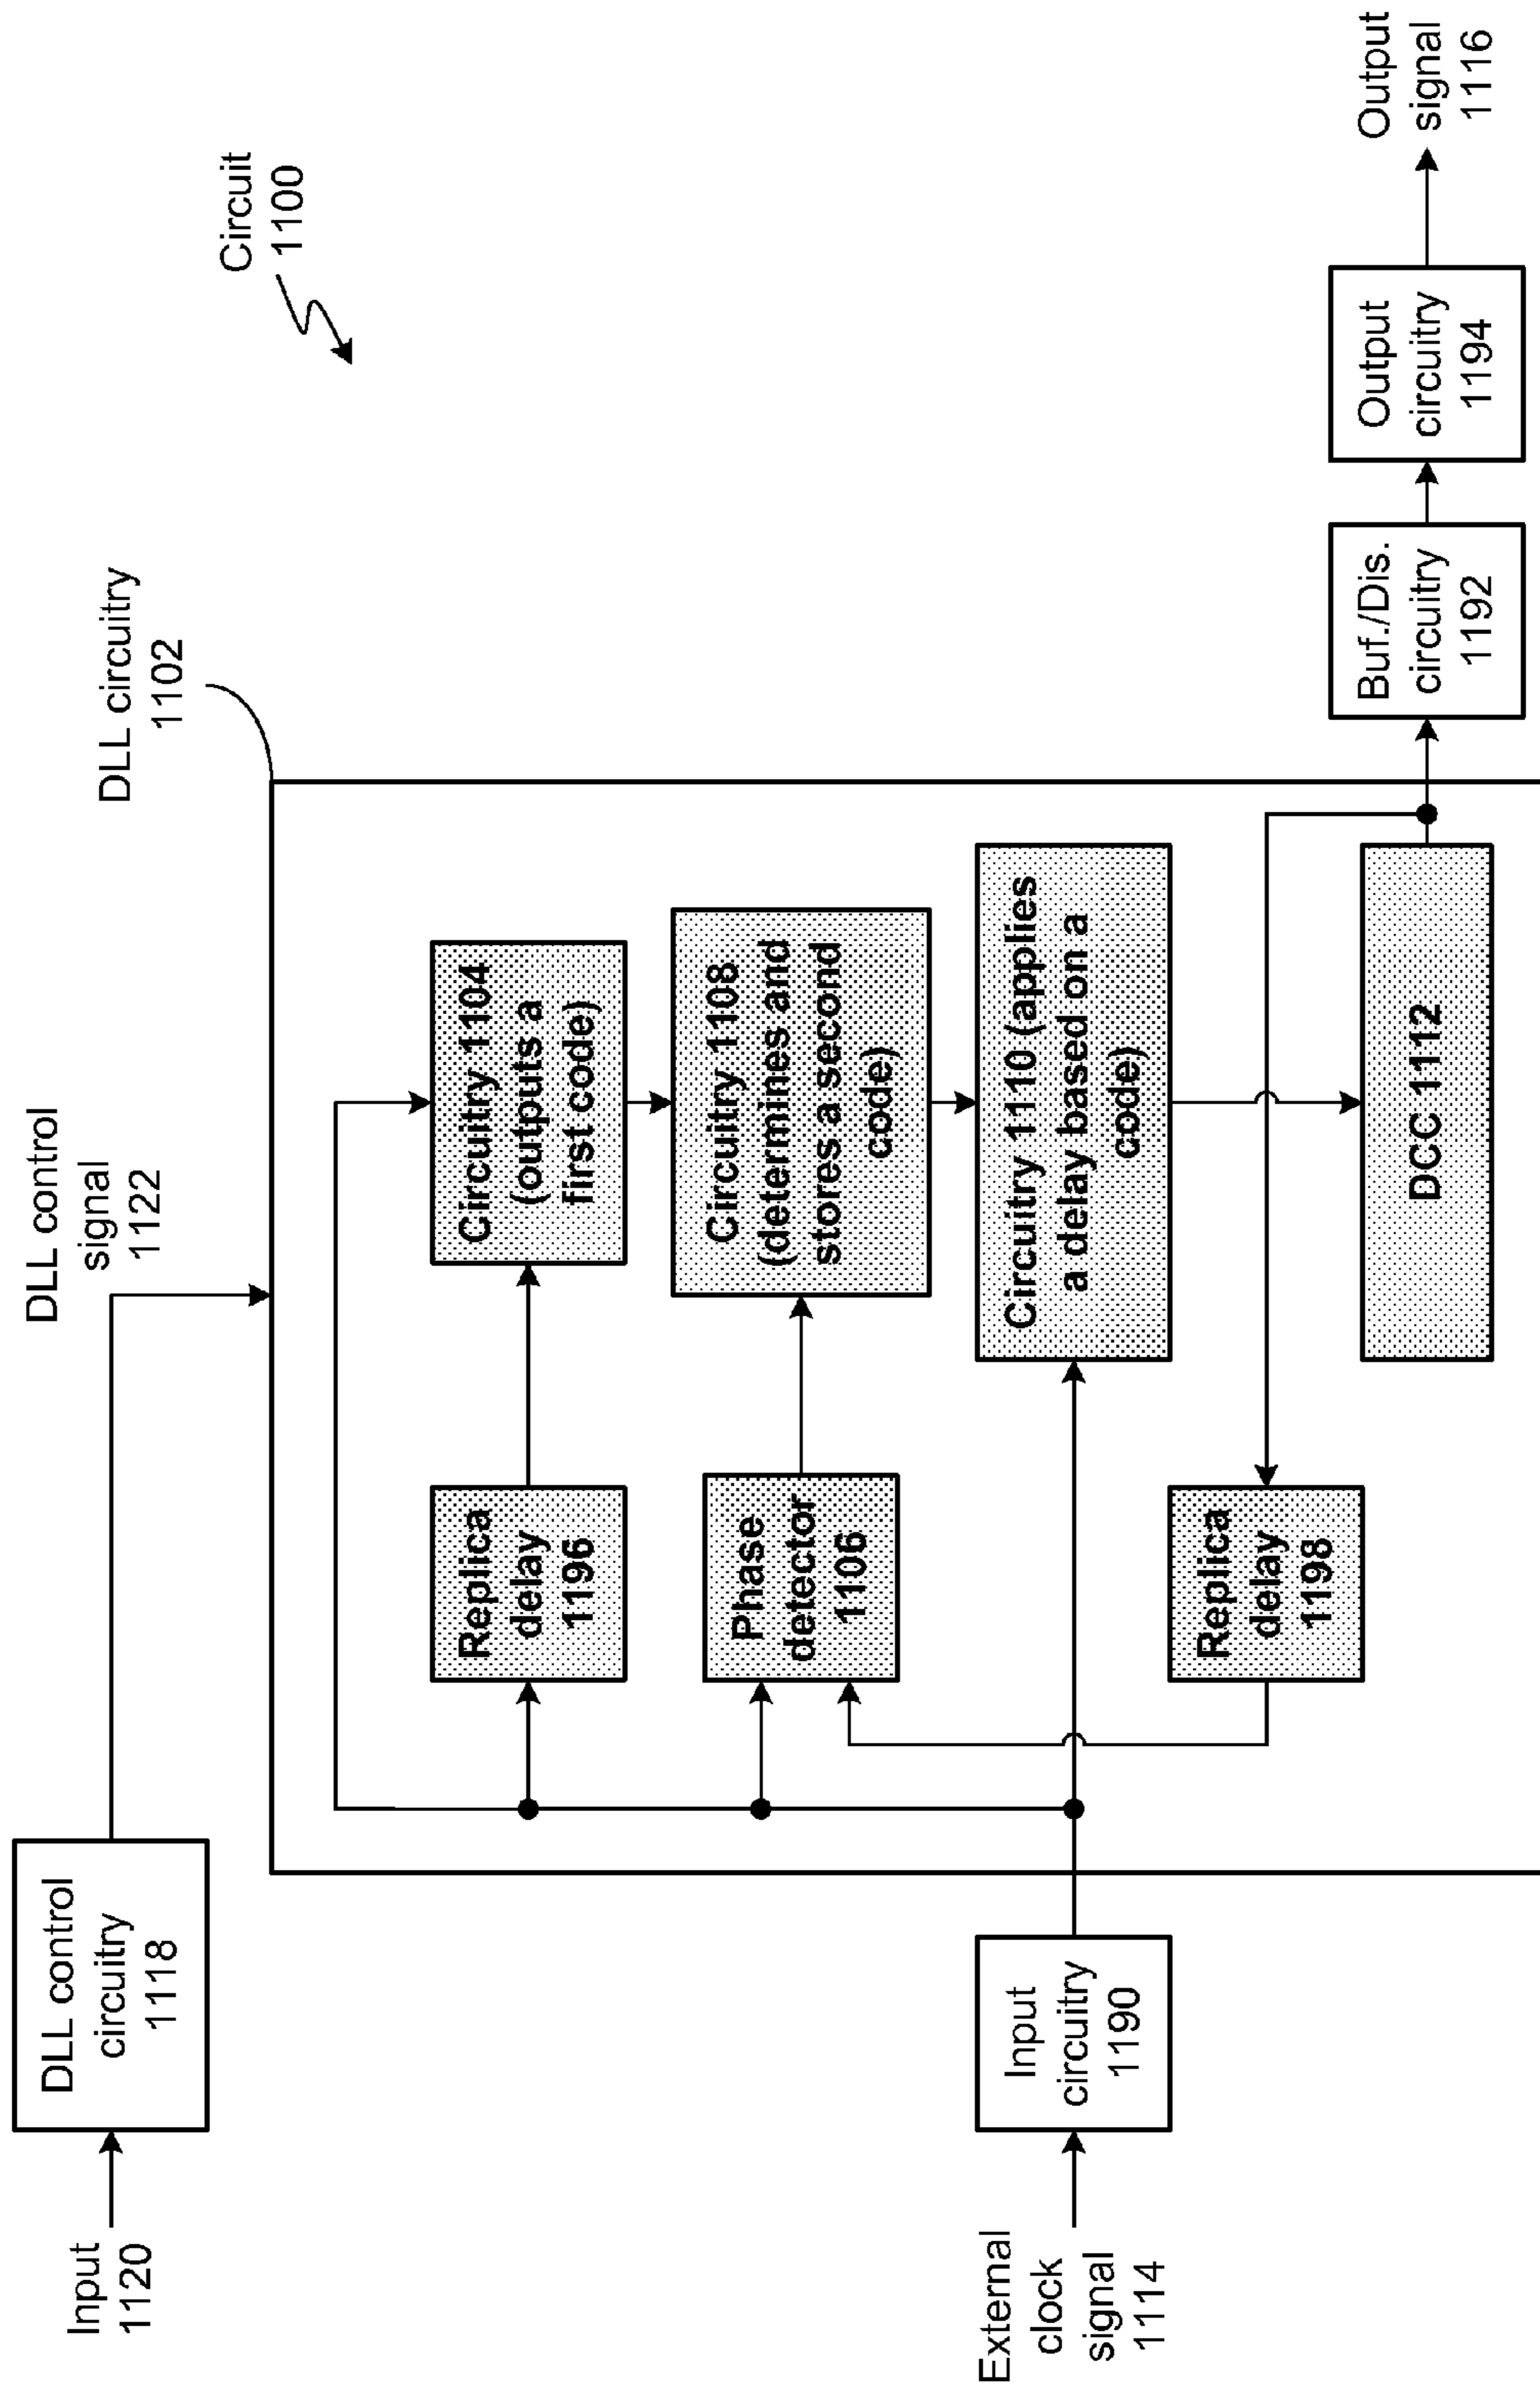 Input
1120
DLL control
circuitry
1118
DLL control
signal
1122
DLL circuitry
1102
Circuit
1100
Replica
delay
1196
Circuitry 1104
(outputs a
first code)
Phase
detector
1106
Circuitry 1108
(determines and
stores a second
code)
External
clock
signal
1114
Input
circuitry
1190
Circuitry 1110 (applies
a delay based on a
code)
Replica
delay
1198
DCC 1112
Buf./Dis.
circuitry
1192
Output
circuitry
1194
Output
signal
1116